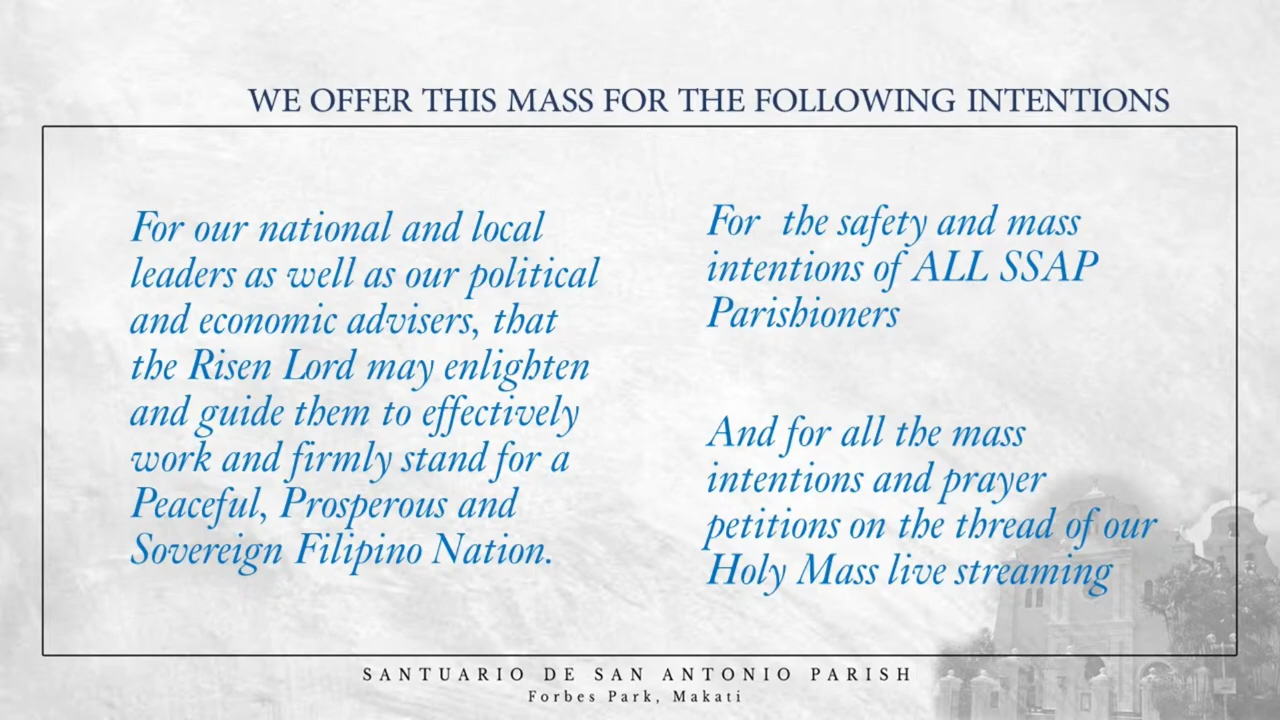 WE OFFER THIS MASS FOR THE FOLLOWING INTENTIONS
For our national and local
leaders as well as our political
and economic advisers, that
the Risen Lord may enlighten
and guide them to effectively
work and firmly stand for a
Peaceful, Prosperous and
Sovereign Filipino Nation.
For the safety and mass
intentions of ALL SSAP
Parishioners
And for all the mass
intentions and prayer
petitions on the thread of our
Holy Mass live streaming
SANTUARIO DE SAN ANTONIO PARISH
Forbes Park, Makati